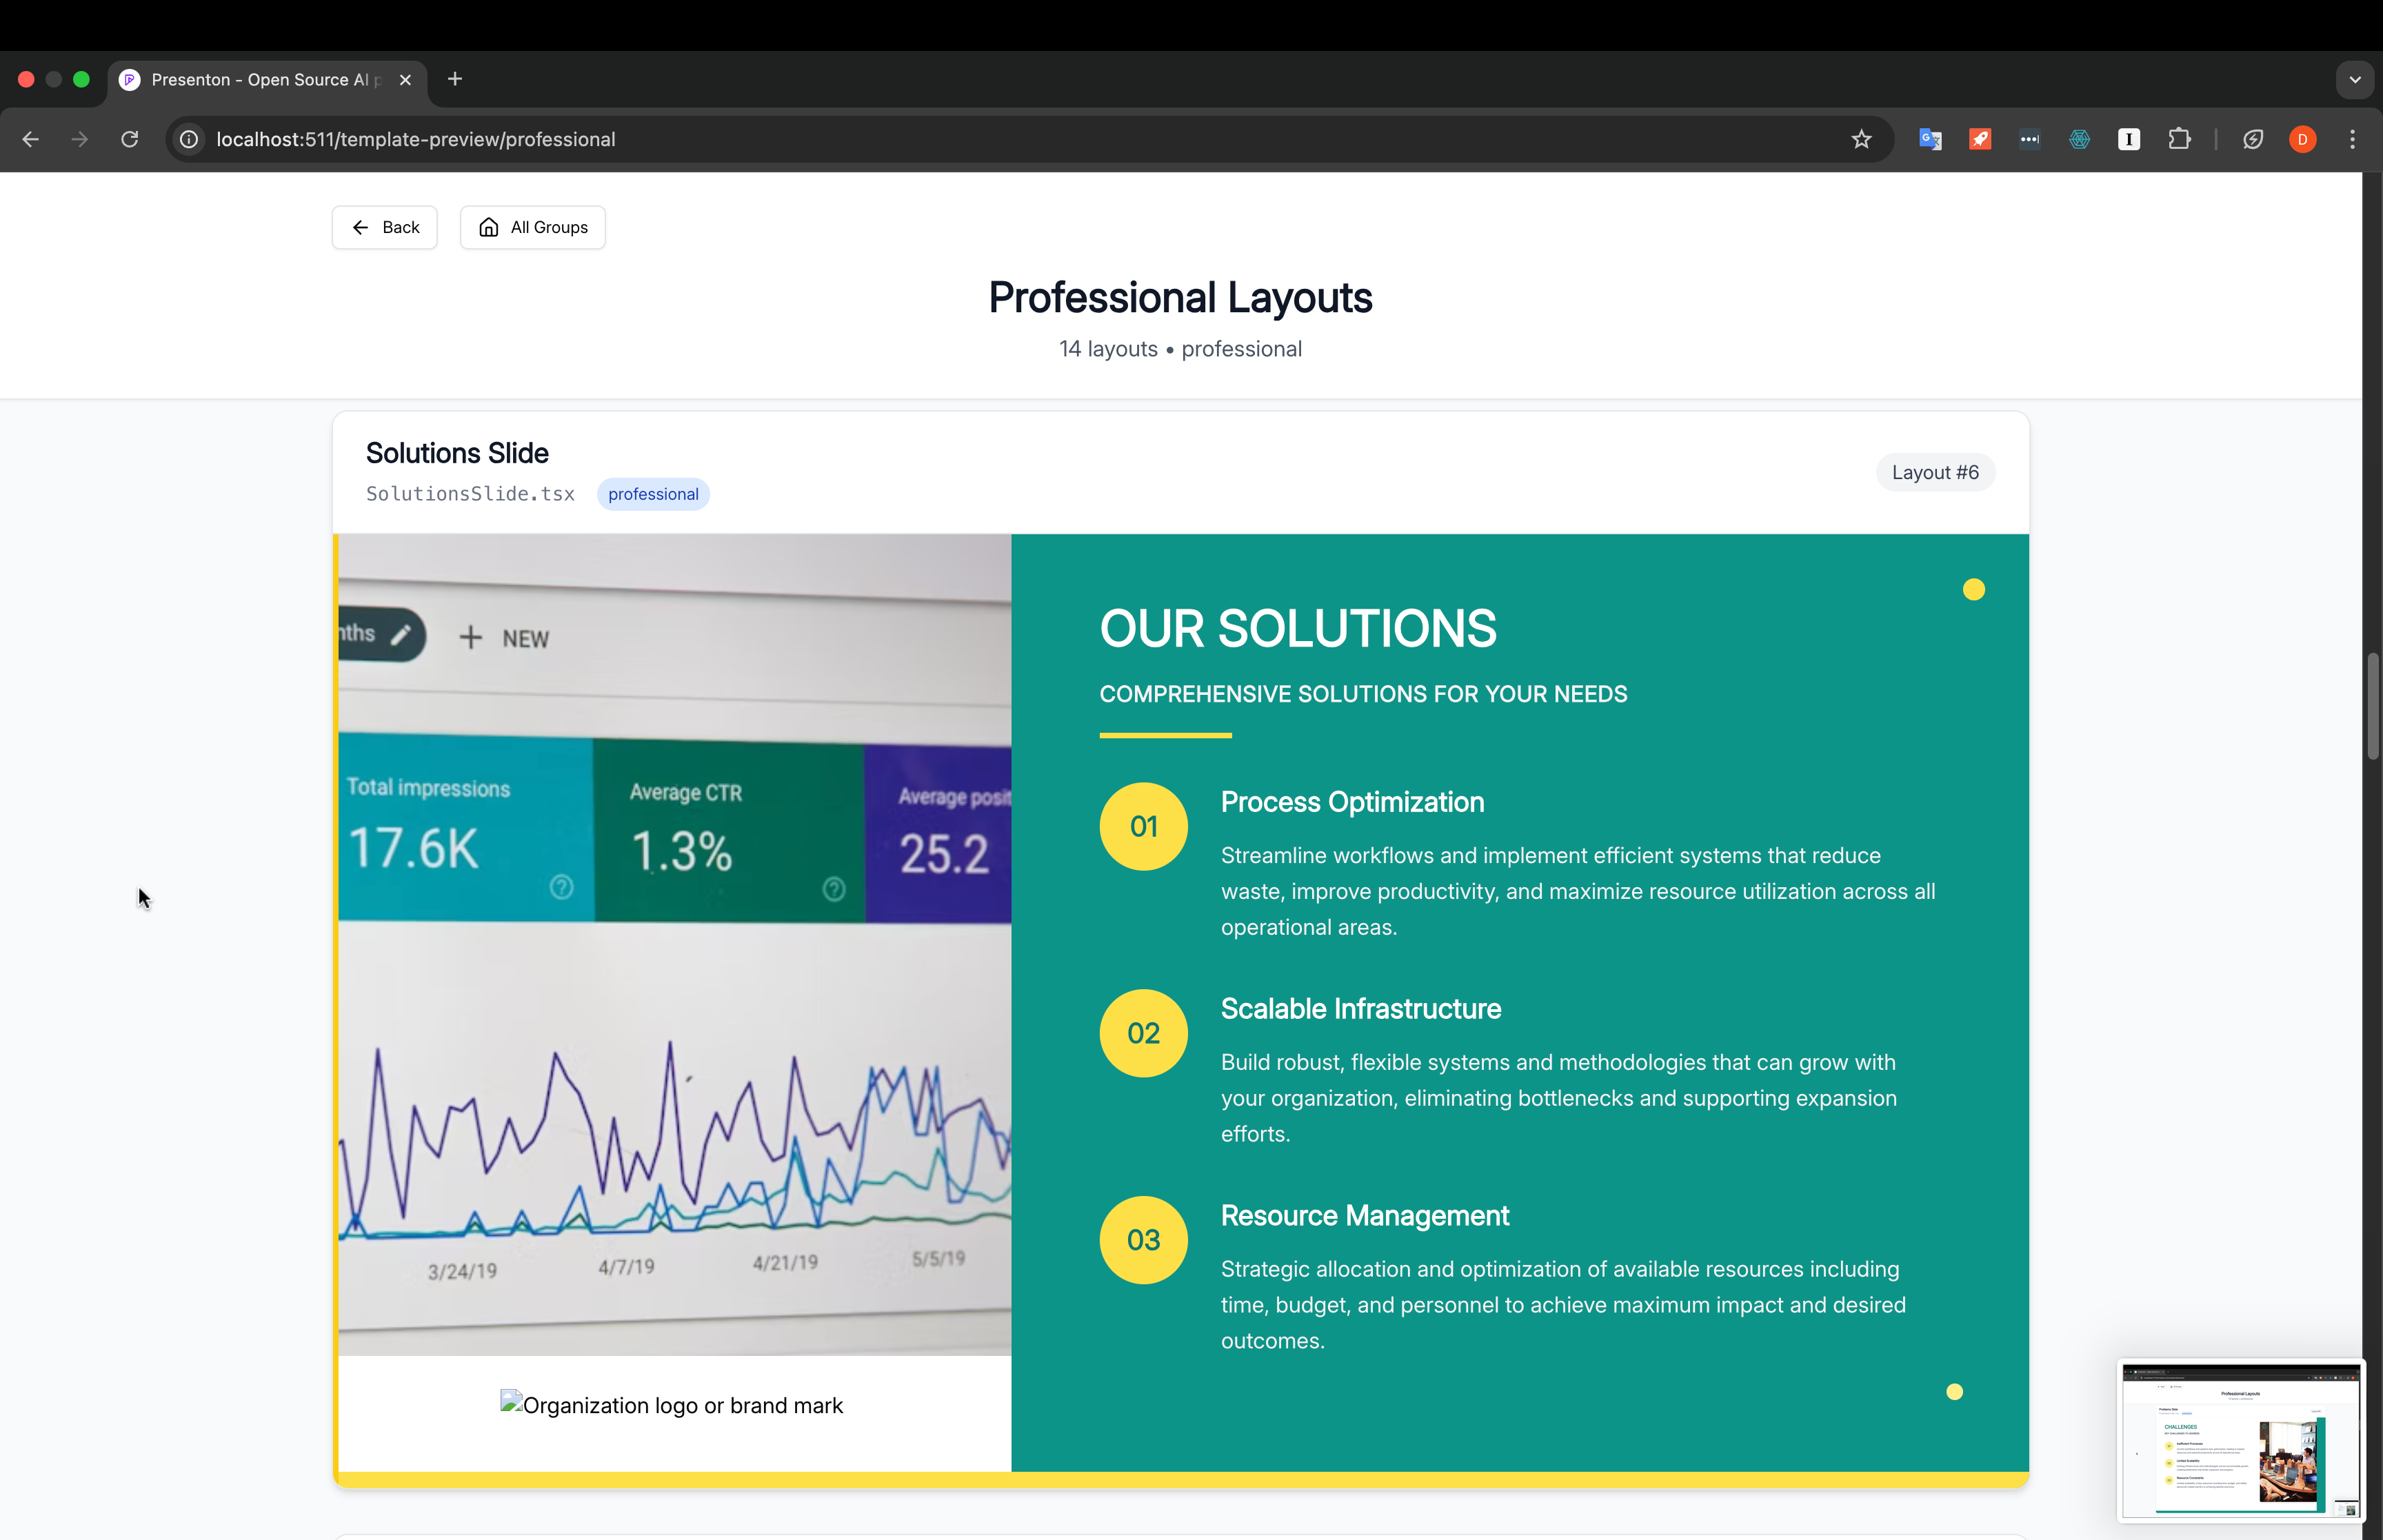 Presenton - Open Source AI p
localhost:511/template-preview/professional
D
Back
All Groups
Professional Layouts
14 layouts • professional
Solutions Slide
SolutionsSlide.tsx
professional
Layout #6
nths
+ NEW
Total impressions
17.6K
Average CTR
1.3%
Average posit
25.2
3/24/19
4/7/19
4/21/19
5/5/19
Organization logo or brand mark
OUR SOLUTIONS
COMPREHENSIVE SOLUTIONS FOR YOUR NEEDS
01
Process Optimization
Streamline workflows and implement efficient systems that reduce
waste, improve productivity, and maximize resource utilization across all
operational areas.
02
Scalable Infrastructure
Build robust, flexible systems and methodologies that can grow with
your organization, eliminating bottlenecks and supporting expansion
efforts.
03
Resource Management
Strategic allocation and optimization of available resources including
time, budget, and personnel to achieve maximum impact and desired
outcomes.
Professional Layouts
CHALLENGES